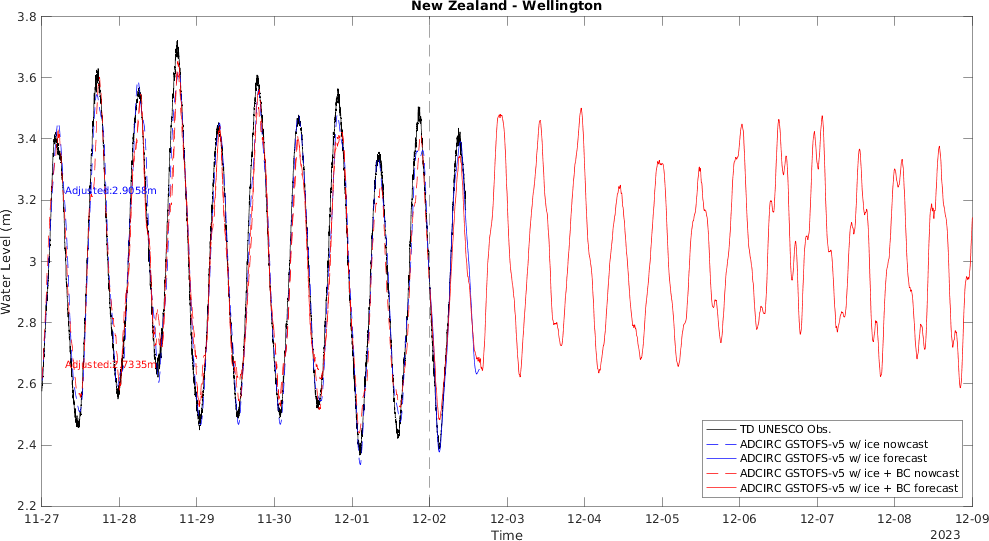 New Zealand - Wellington
3.8
3.6
3.4
3.2
3
2.8
2.6
2.4
2.2
Water Level (m)
Adjusted:2.9058m
TD UNESCO Obs.
ADCIRC GSTOFS-v5 w/ ice nowcast
ADCIRC GSTOFS-v5 w/ ice forecast
ADCIRC GSTOFS-v5 w/ ice + BC nowcast
ADCIRC GSTOFS-v5 w/ ice + BC forecast
11-27 11-28 11-29 11-30 12-01 12-02 12-03 12-04 12-05 12-06 12-07 12-08 12-09
Time
2023